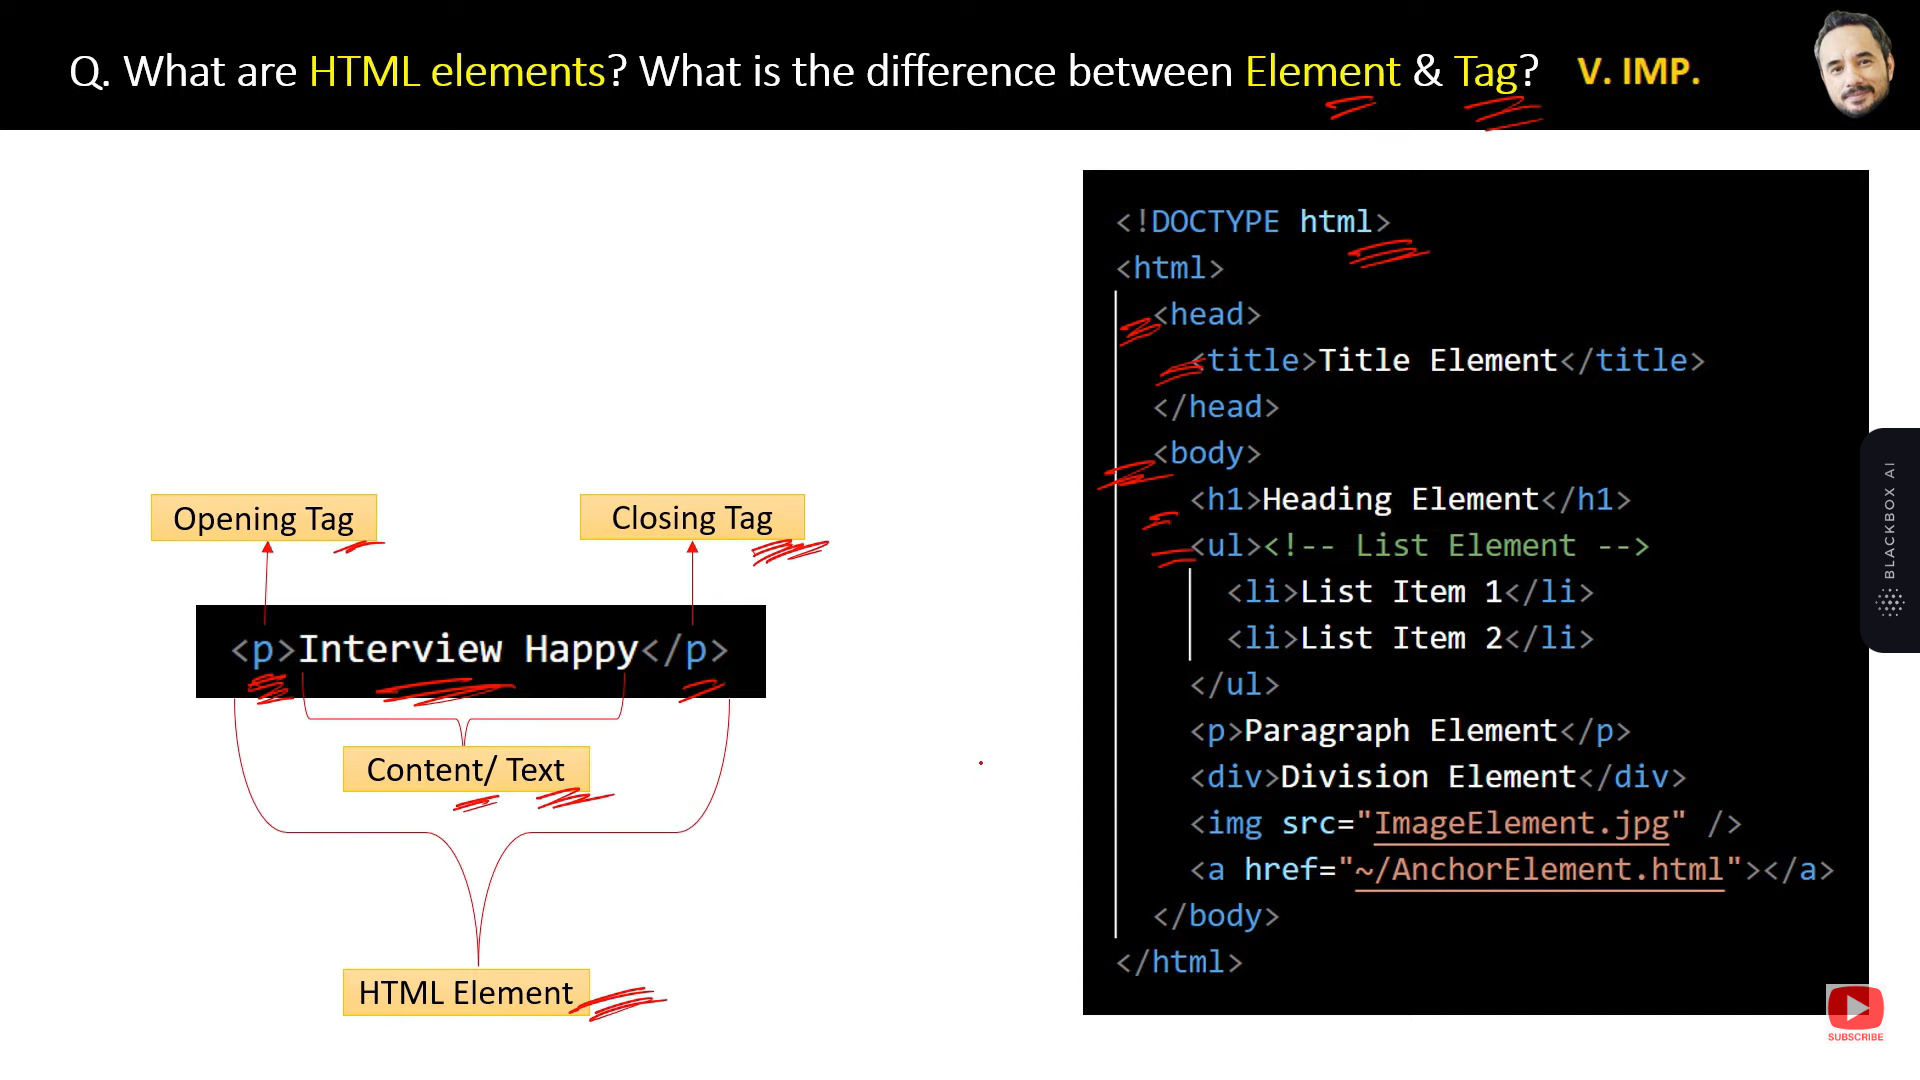 Q. What are HTML elements? What is the difference between Element & Tag? V. IMP.
Opening Tag
Closing Tag
<p>Interview Happy</p>
Content/ Text
HTML Element
<!DOCTYPE html>
<html>
<head>
<title>Title Element</title>
</head>
<body>
<h1>Heading Element</h1>
<ul><!-- List Element -->
<li>List Item 1</li>
<li>List Item 2</li>
</ul>
<p>Paragraph Element</p>
<div>Division Element</div>
<img src="ImageElement.jpg" />
<a href="~/AnchorElement.html"></a>
</body>
</html>
BLACKBOX AI
SUBSCRIBE